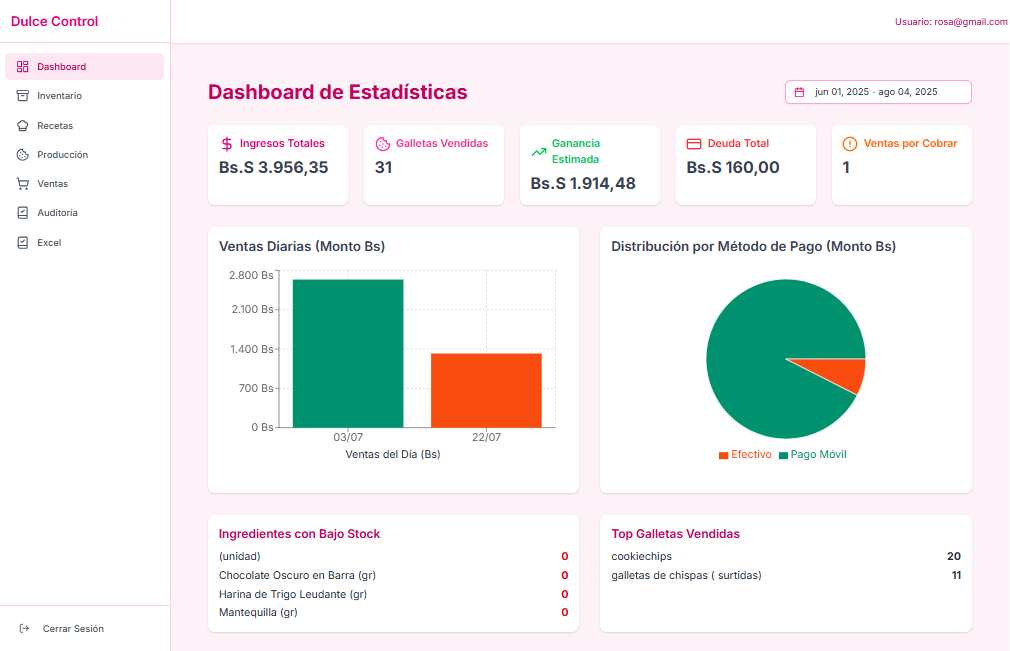 Dulce Control
Usuario: rosa@gmail.com
Dashboard
Inventario
Recetas
Producción
Ventas
Auditoria
Excel
Cerrar Sesión
Dashboard de Estadísticas
jun 01, 2025 - ago 04, 2025
Ingresos Totales
Bs.S 3.956,35
Galletas Vendidas
31
Ganancia
Estimada
Bs.S 1.914,48
Deuda Total
Bs.S 160,00
Ventas por Cobrar
1
Ventas Diarias (Monto Bs)
2.800 Bs
2.100 Bs
1.400 Bs
700 Bs
0 Bs
03/07 22/07
Ventas del Día (Bs)
Distribución por Método de Pago (Monto Bs)
Efectivo Pago Móvil
Ingredientes con Bajo Stock
(unidad) 0
Chocolate Oscuro en Barra (gr) 0
Harina de Trigo Leudante (gr) 0
Mantequilla (gr) 0
Top Galletas Vendidas
cookiechips 20
galletas de chispas ( surtidas) 11